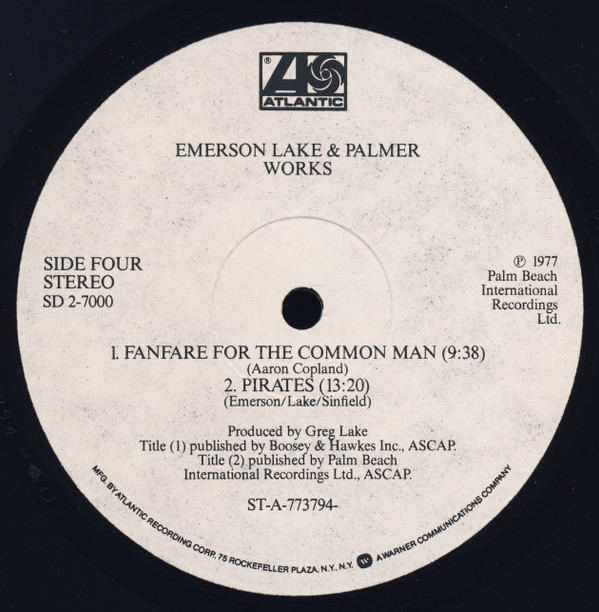 ®
ATLANTIC
EMERSON LAKE & PALMER
WORKS
SIDE FOUR
STEREO
SD 2-7000
℗ 1977
Palm Beach
International
Recordings
Ltd.
1. FANFARE FOR THE COMMON MAN (9:38)
(Aaron Copland)
2. PIRATES (13:20)
(Emerson/Lake/Sinfield)
Produced by Greg Lake
Title (1) published by Boosey & Hawkes Inc., ASCAP.
Title (2) published by Palm Beach
International Recordings Ltd., ASCAP.
ST-A-773794-
MFG. BY ATLANTIC RECORDING CORP. 75 ROCKEFELLER PLAZA, N.Y., N.Y. W A WARNER COMMUNICATIONS COMPANY